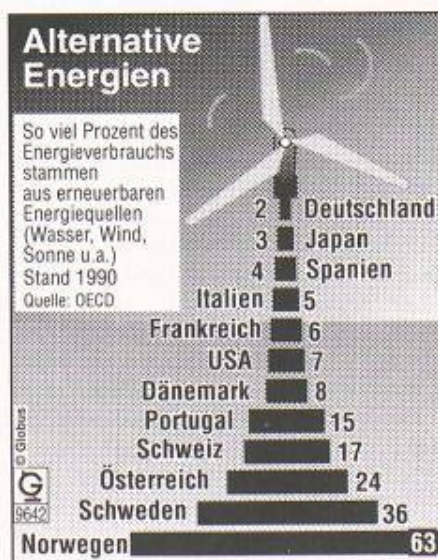 Alternative
Energien
So viel Prozent des
Energieverbrauchs
stammen
aus erneuerbaren
Energiequellen
(Wasser, Wind,
Sonne u.a.)
Stand 1990
Quelle: OECD
2 Deutschland
3 Japan
4 Spanien
Italien 5
Frankreich 6
USA 7
Dänemark 8
Portugal 15
Schweiz 17
Österreich 24
Schweden 36
Norwegen 63
© Globus
G
9642